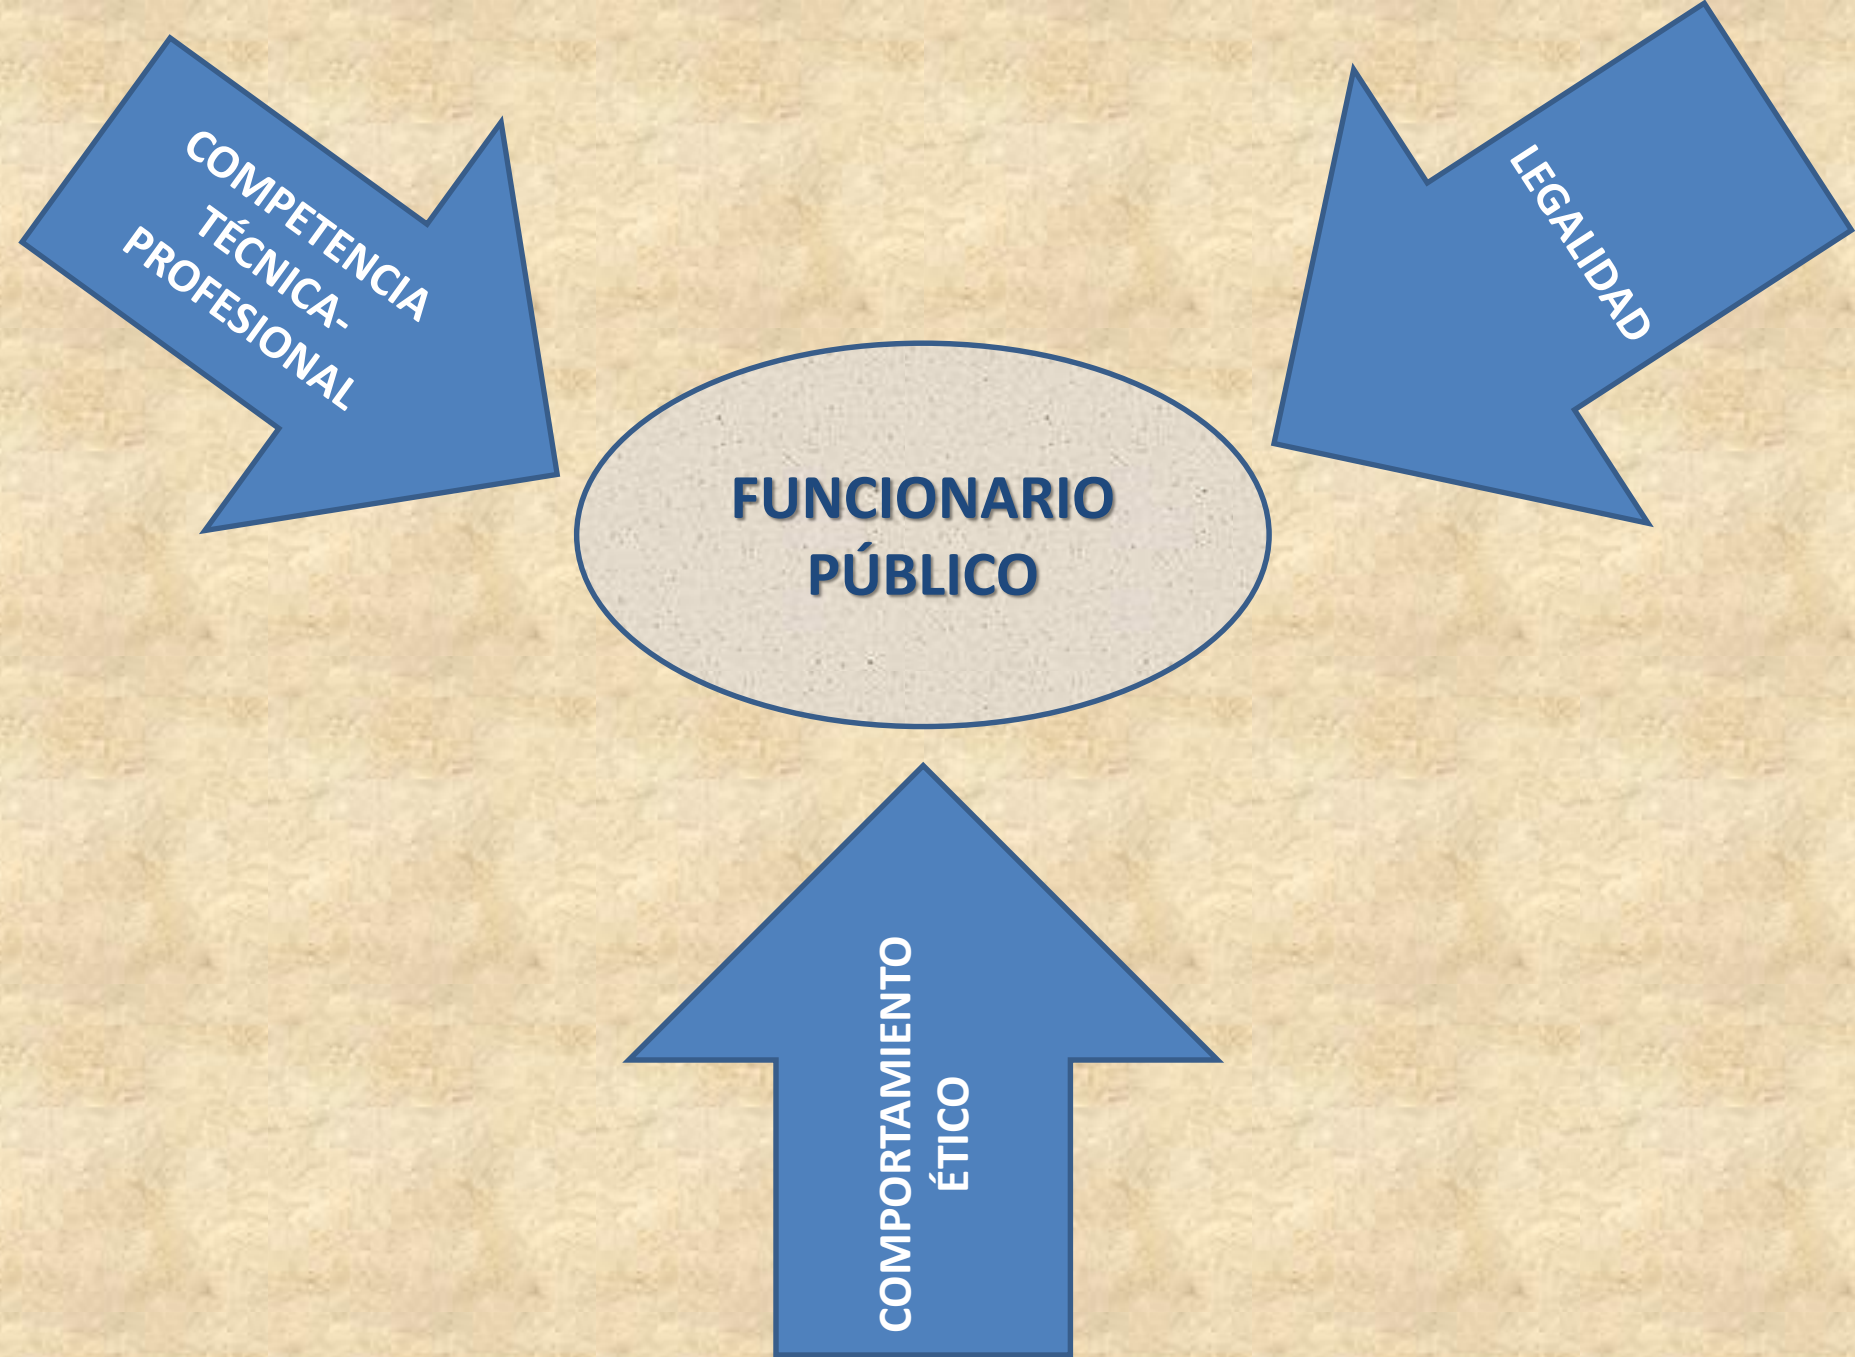 COMPETENCIA
TÉCNICA-
PROFESIONAL
LEGALIDAD
FUNCIONARIO
PÚBLICO
COMPORTAMIENTO
ÉTICO